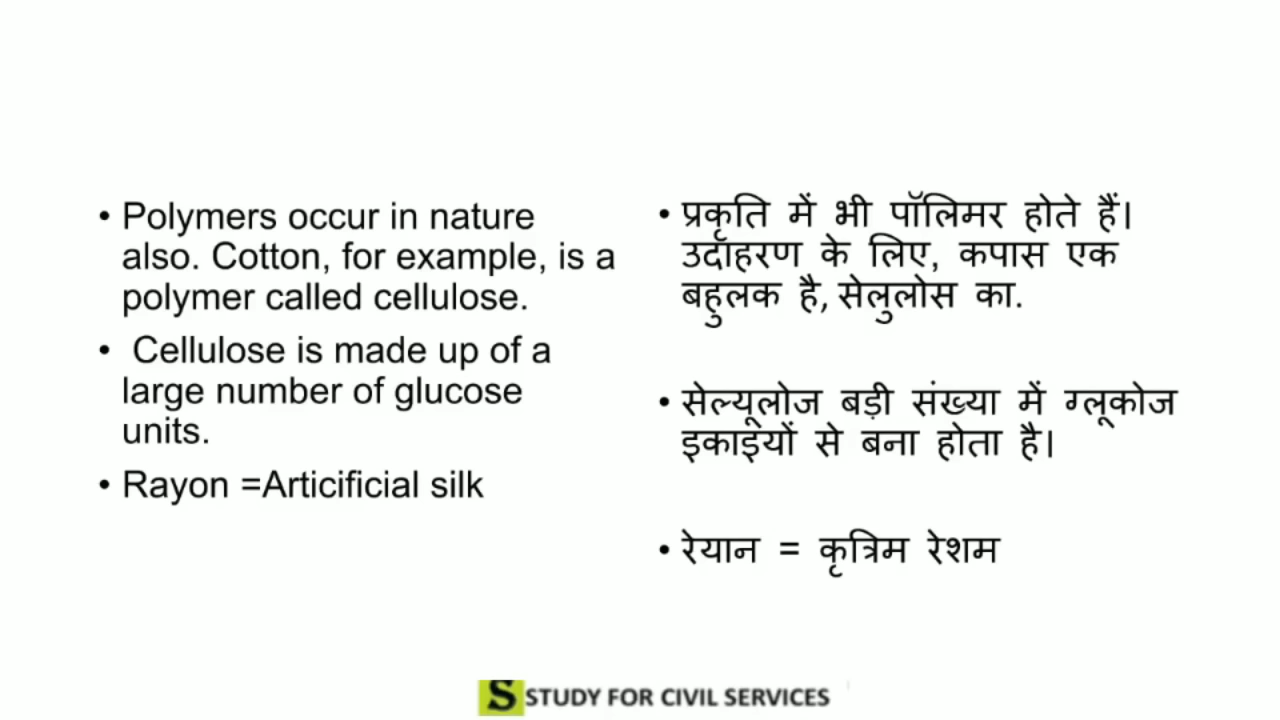 • Polymers occur in nature
also. Cotton, for example, is a
polymer called cellulose.
• Cellulose is made up of a
large number of glucose
units.
• Rayon =Articificial silk
• प्रकृति में भी पॉलिमर होते हैं।
उदाहरण के लिए, कपास एक
बहुलक है, सेलुलोस का.
• सेल्यूलोज बड़ी संख्या में ग्लूकोज
इकाइयों से बना होता है।
• रेयान = कृत्रिम रेशम
S STUDY FOR CIVIL SERVICES